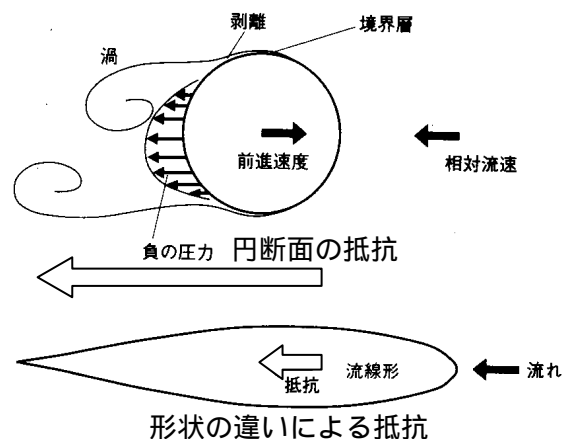 剥離
境界層
渦
前進速度
相対流速
負の圧力
円断面の抵抗
抵抗
流線形
流れ
形状の違いによる抵抗